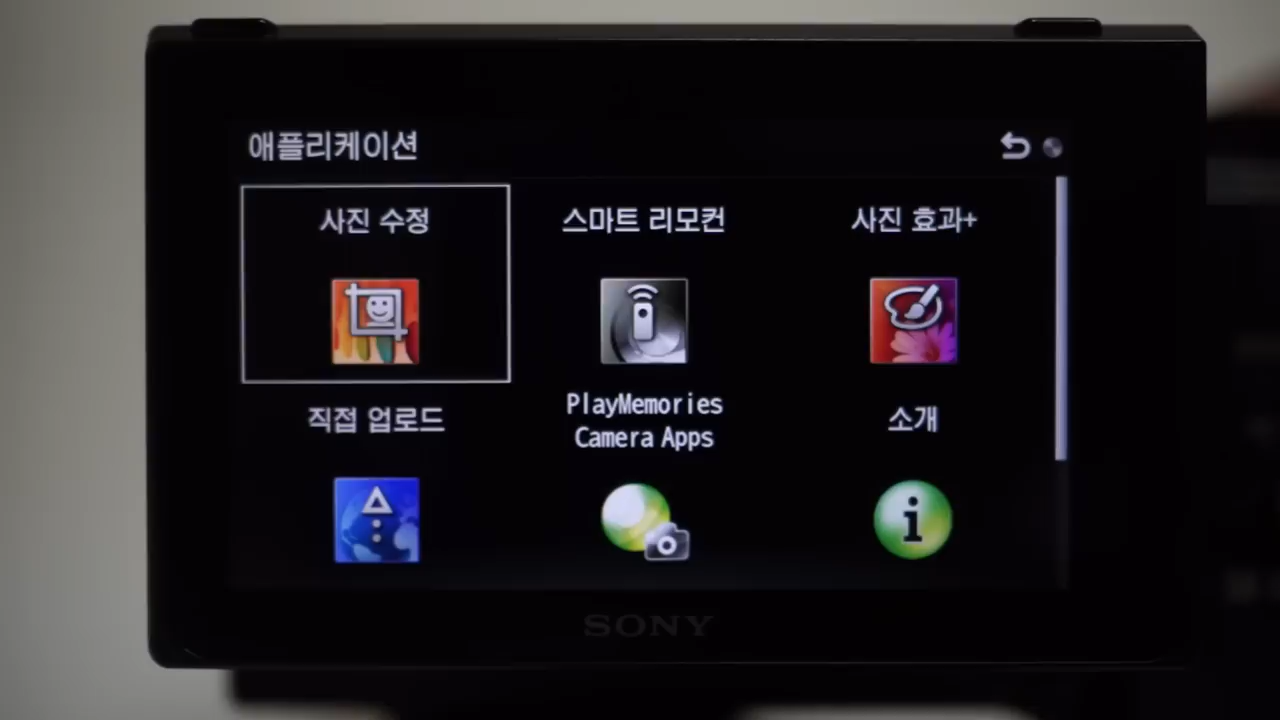 애플리케이션
사진 수정
스마트 리모컨
사진 효과+
직접 업로드
PlayMemories
Camera Apps
소개
SONY